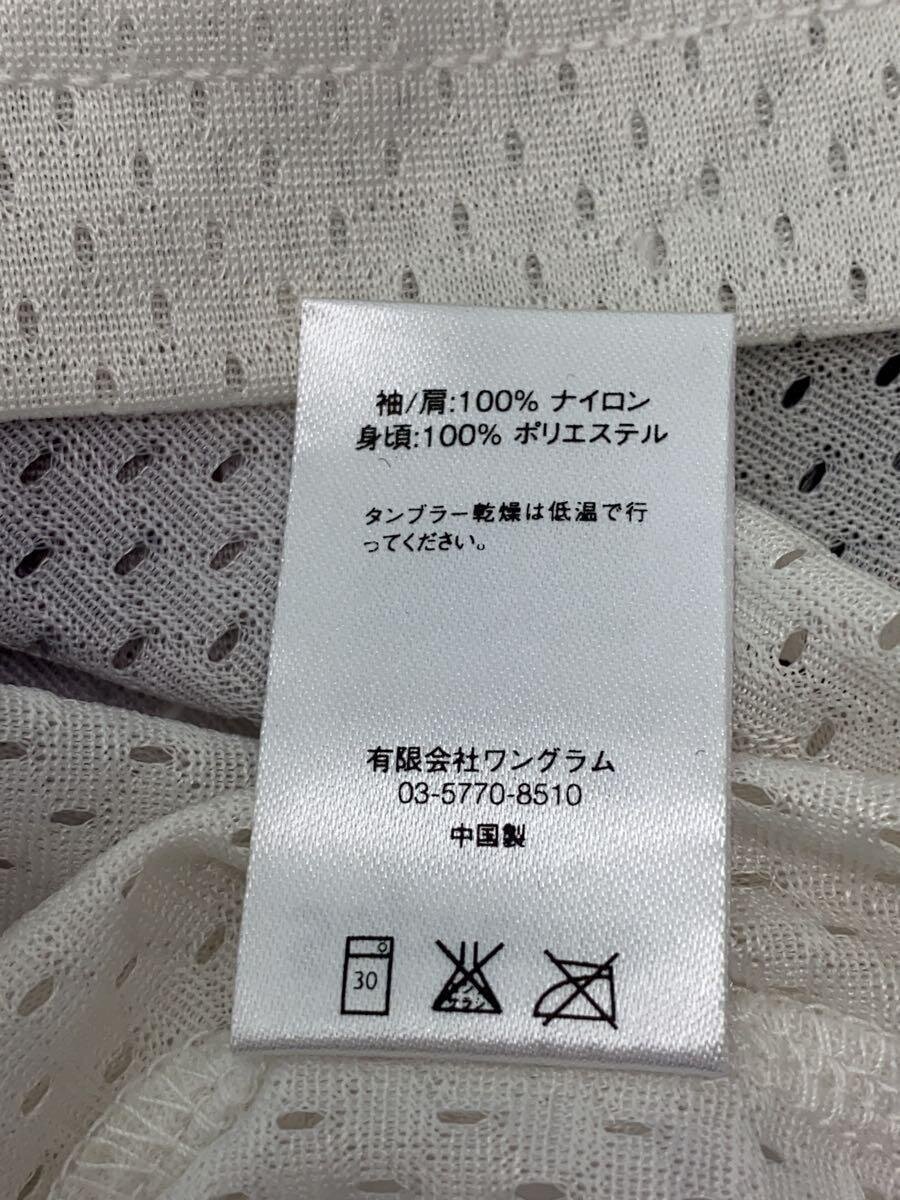 袖/肩:100% ナイロン
身頃:100% ポリエステル
タンブラー乾燥は低温で行
ってください。
有限会社ワングラム
03-5770-8510
中国製
30